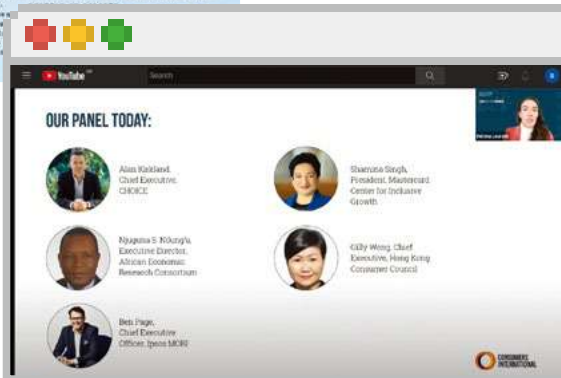 YouTube
Search
OUR PANEL TODAY:
Alan Kirkland,
Chief Executive,
CHOICE
Shamina Singh,
President, Mastercard
Center for Inclusive
Growth
Njuguna S. Ndung'u,
Executive Director,
African Economic
Research Consortium
Gilly Wong, Chief
Executive, Hong Kong
Consumer Council
Ben Page,
Chief Executive
Officer, Ipsos MORI
CONSUMERS
INTERNATIONAL